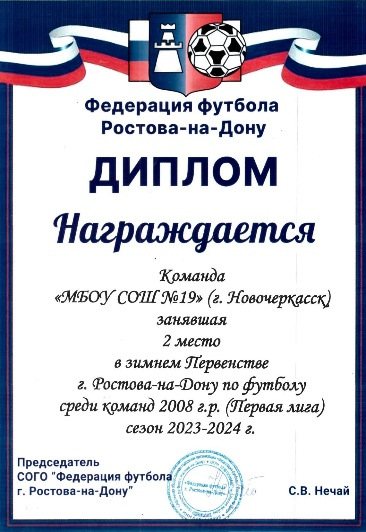 Федерация футбола
Ростова-на-Дону
ДИПЛОМ
Награждается
Команда
«МБОУ СОШ №19» (г. Новочеркасск)
занявшая
2 место
в зимнем Первенстве
г. Ростова-на-Дону по футболу
среди команд 2008 г.р. (Первая лига)
сезон 2023-2024 г.
Председатель
СОГО "Федерация футбола
г. Ростова-на-Дону"
С.В. Нечай